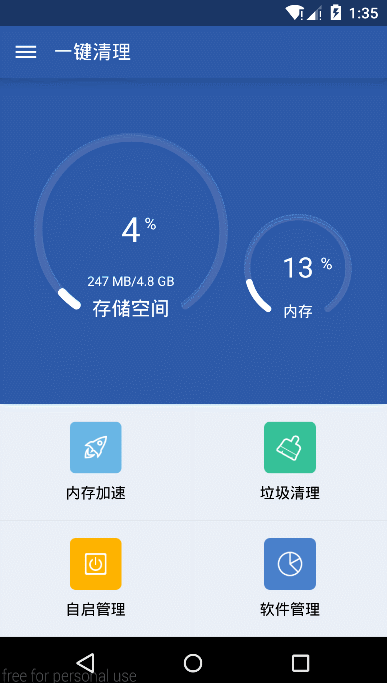 1:35
一键清理
4%
13%
247 MB/4.8 GB
存储空间
内存
内存加速
垃圾清理
自启管理
软件管理
free for personal use